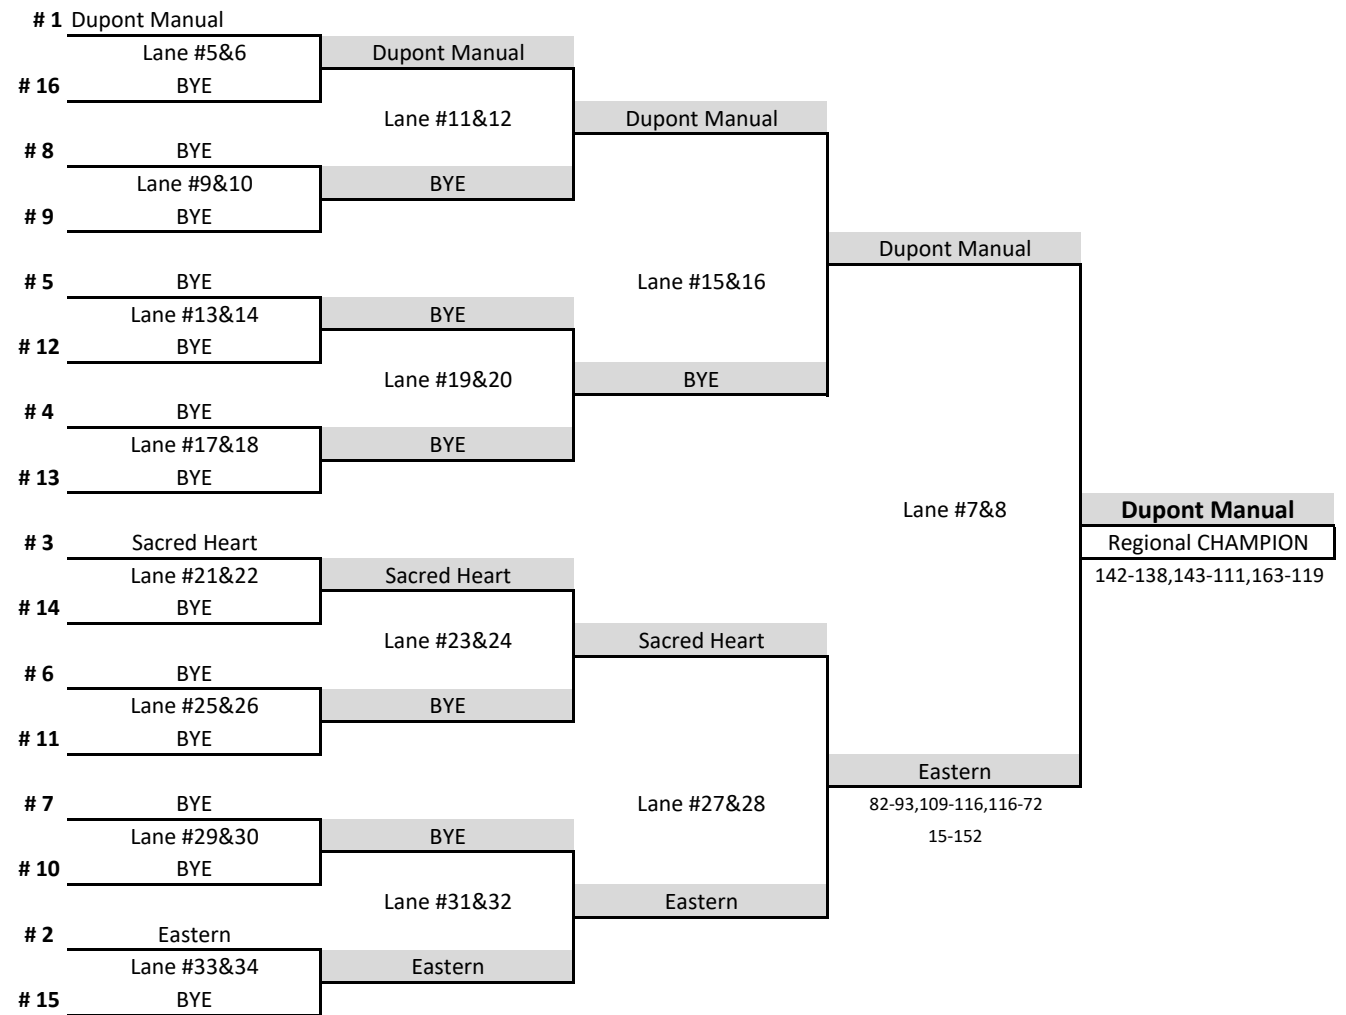 # 1 Dupont Manual
Lane #5&6 Dupont Manual
# 16 BYE
Lane #11&12 Dupont Manual
# 8 BYE
Lane #9&10 BYE
# 9 BYE
Dupont Manual
# 5 BYE Lane #15&16
Lane #13&14 BYE
# 12 BYE
Lane #19&20 BYE
# 4 BYE
Lane #17&18 BYE
# 13 BYE
Lane #7&8 Dupont Manual
# 3 Sacred Heart Regional CHAMPION
Lane #21&22 Sacred Heart 142-138,143-111,163-119
# 14 BYE
Lane #23&24 Sacred Heart
# 6 BYE
Lane #25&26 BYE
# 11 BYE
Eastern
# 7 BYE Lane #27&28 82-93,109-116,116-72
Lane #29&30 BYE 15-152
# 10 BYE
Lane #31&32 Eastern
# 2 Eastern
Lane #33&34 Eastern
# 15 BYE